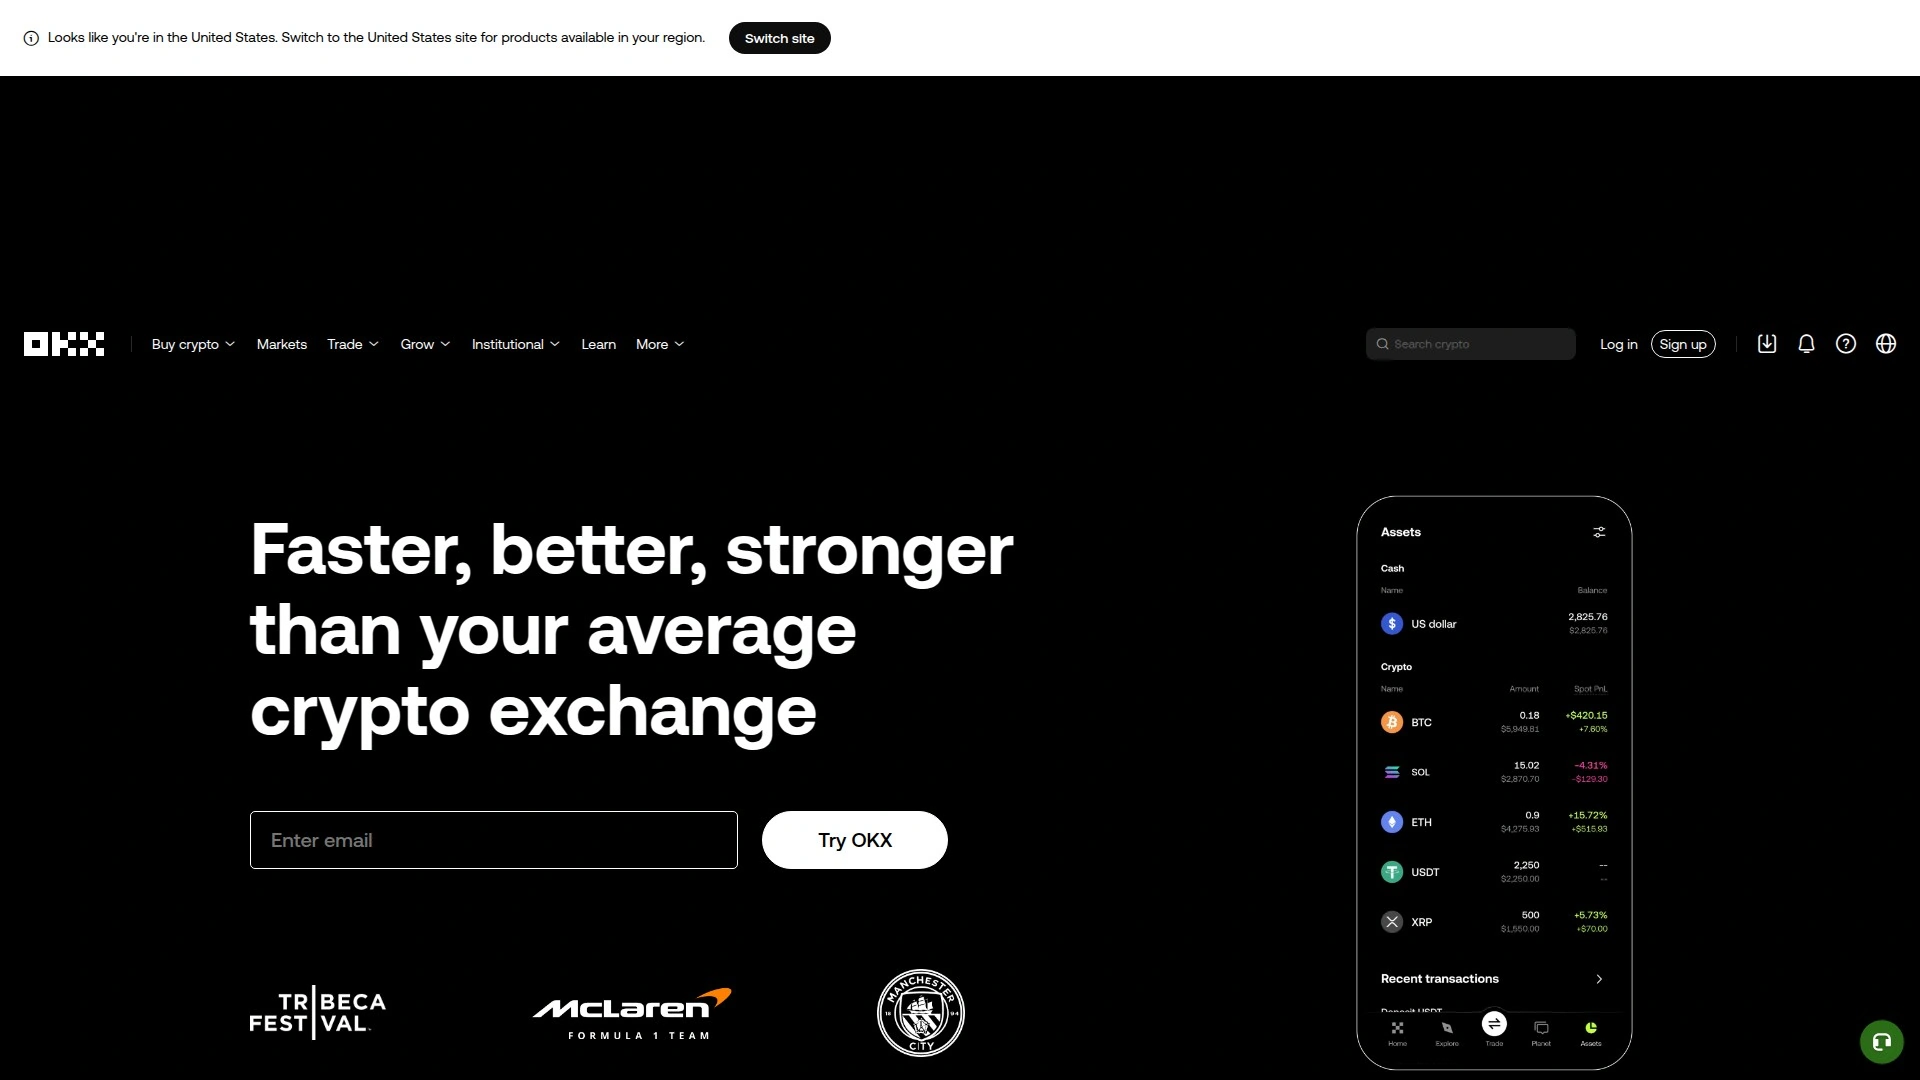 Looks like you're in the United States. Switch to the United States site for products available in your region.
Switch site
OKX
Buy crypto
Markets
Trade
Grow
Institutional
Learn
More
Search crypto
Log in
Sign up
Faster, better, stronger
than your average
crypto exchange
Enter email
Try OKX
TRIBECA
FESTIVAL
McLaren
FORMULA 1 TEAM
MANCHESTER
18 94
CITY
Assets
Cash
Name Balance
US dollar 2,825.76
$2,825.76
Crypto
Name Amount Spot PnL
BTC 0.18 +$420.15
$5,949.81 +7.60%
SOL 15.02 -4.31%
$2,870.70 -$129.30
ETH 0.9 +15.72%
$4,275.93 +$515.93
USDT 2,250 --
$2,250.00 --
XRP 500 +5.73%
$1,550.00 +$70.00
Recent transactions
Deposit USDT
Home Explore Trade Planet Assets